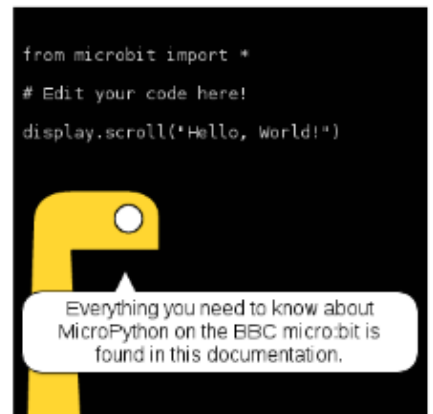 from microbit import *
# Edit your code here!
display.scroll("Hello, World!")
Everything you need to know about
MicroPython on the BBC micro:bit is
found in this documentation.